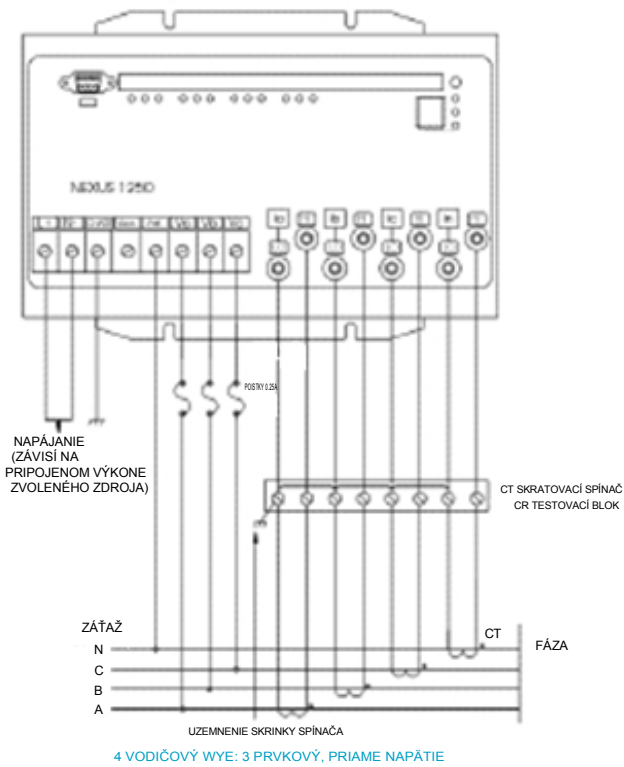 NEXUS 1250
POISTKY 0.25A
NAPÁJANIE
(ZÁVISÍ NA
PRIPOJENOM VÝKONE
ZVOLENÉHO ZDROJA)
CT SKRATOVACÍ SPÍNAČ
CR TESTOVACÍ BLOK
ZÁŤAŽ
CT
FÁZA
N
C
B
A
UZEMNENIE SKRINKY SPÍNAČA
4 VODIČOVÝ WYE: 3 PRVKOVÝ, PRIAME NAPÄTIE